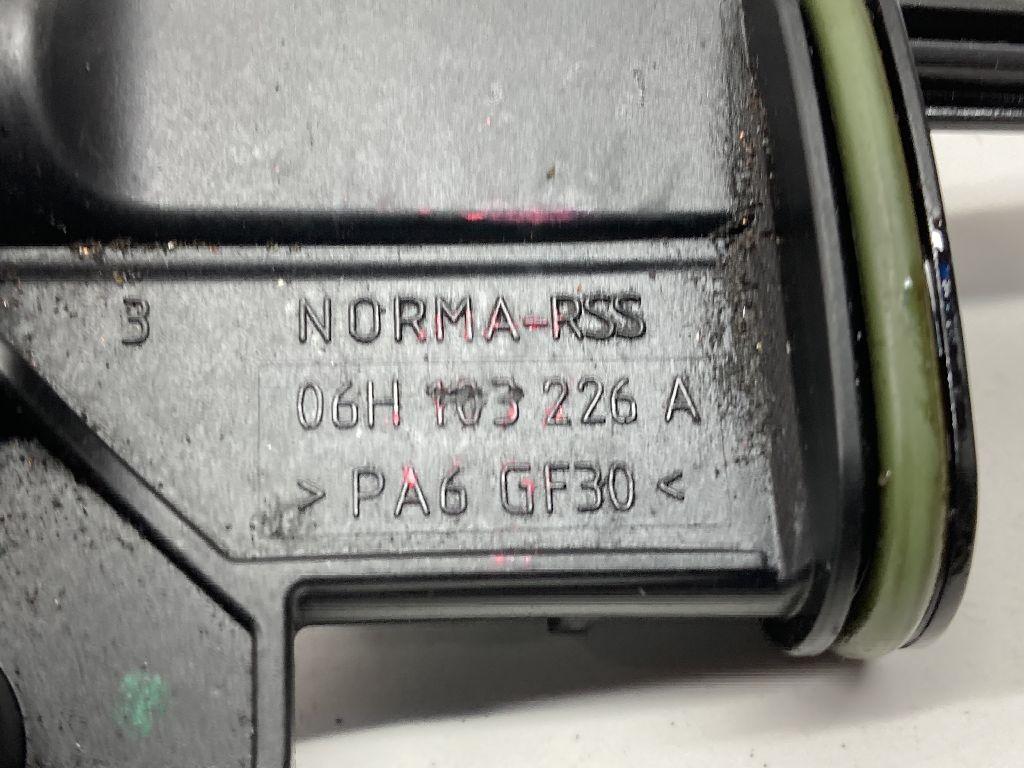 3 NORMA-RSS
06H 103 226 A
> PA6 GF30 <